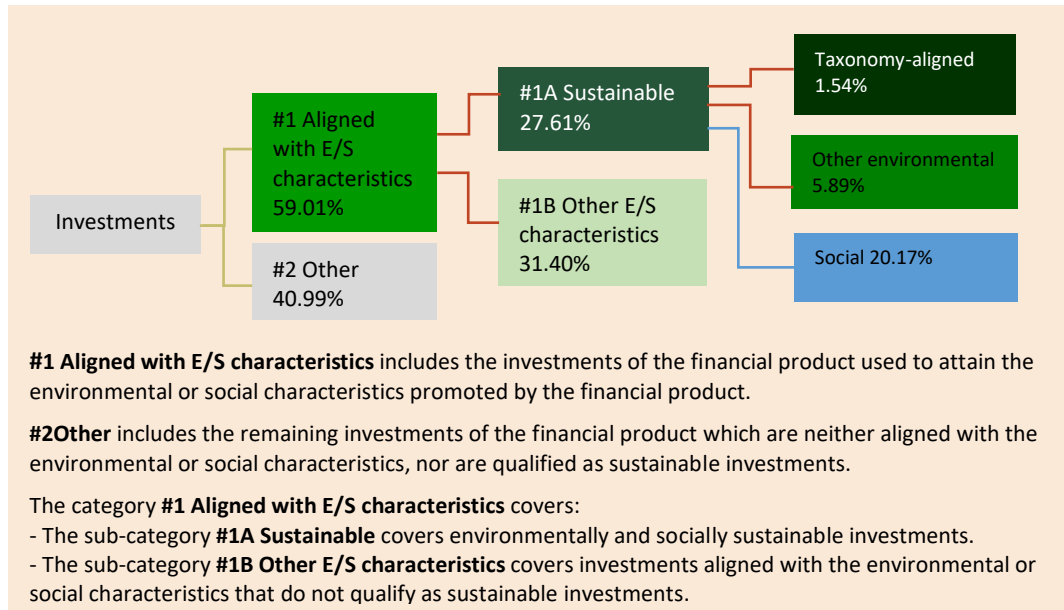 Investments
#1 Aligned
with E/S
characteristics
59.01%
#2 Other
40.99%
#1A Sustainable
27.61%
#1B Other E/S
characteristics
31.40%
Taxonomy-aligned
1.54%
Other environmental
5.89%
Social 20.17%
#1 Aligned with E/S characteristics includes the investments of the financial product used to attain the
environmental or social characteristics promoted by the financial product.
#2Other includes the remaining investments of the financial product which are neither aligned with the
environmental or social characteristics, nor are qualified as sustainable investments.
The category #1 Aligned with E/S characteristics covers:
- The sub-category #1A Sustainable covers environmentally and socially sustainable investments.
- The sub-category #1B Other E/S characteristics covers investments aligned with the environmental or
social characteristics that do not qualify as sustainable investments.